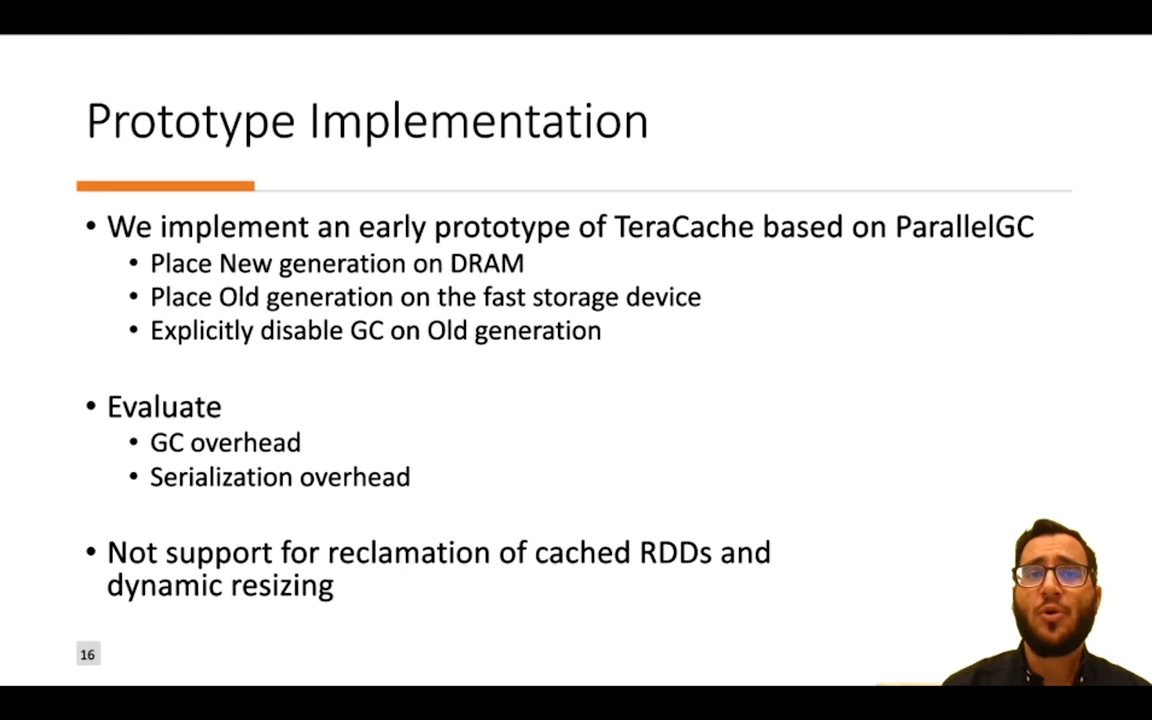 Prototype Implementation
• We implement an early prototype of TeraCache based on ParallelGC
• Place New generation on DRAM
• Place Old generation on the fast storage device
• Explicitly disable GC on Old generation
• Evaluate
• GC overhead
• Serialization overhead
• Not support for reclamation of cached RDDs and
dynamic resizing
16